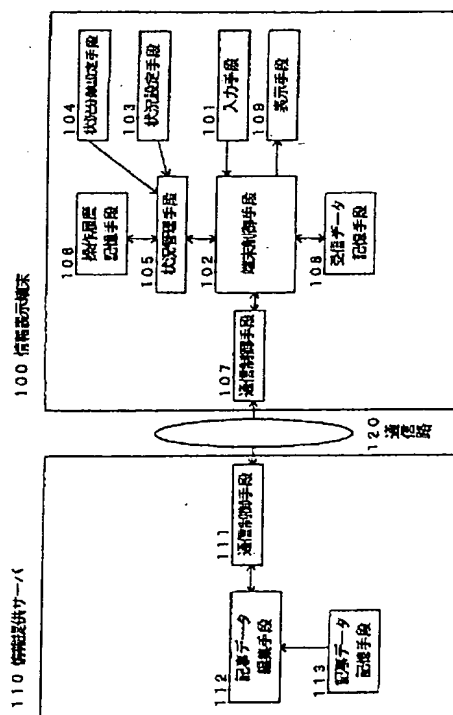 110 情報提供サーバ
112
記事データ
編集手段
113
記事データ
記憶手段
111
通信制御手段
120
通信路
100 情報表示端末
107
通信制御手段
106
操作履歴
記憶手段
105
状況管理手段
102
端末制御手段
108
受信データ
記憶手段
104
状況分類設定手段
103
状況設定手段
101
入力手段
109
表示手段